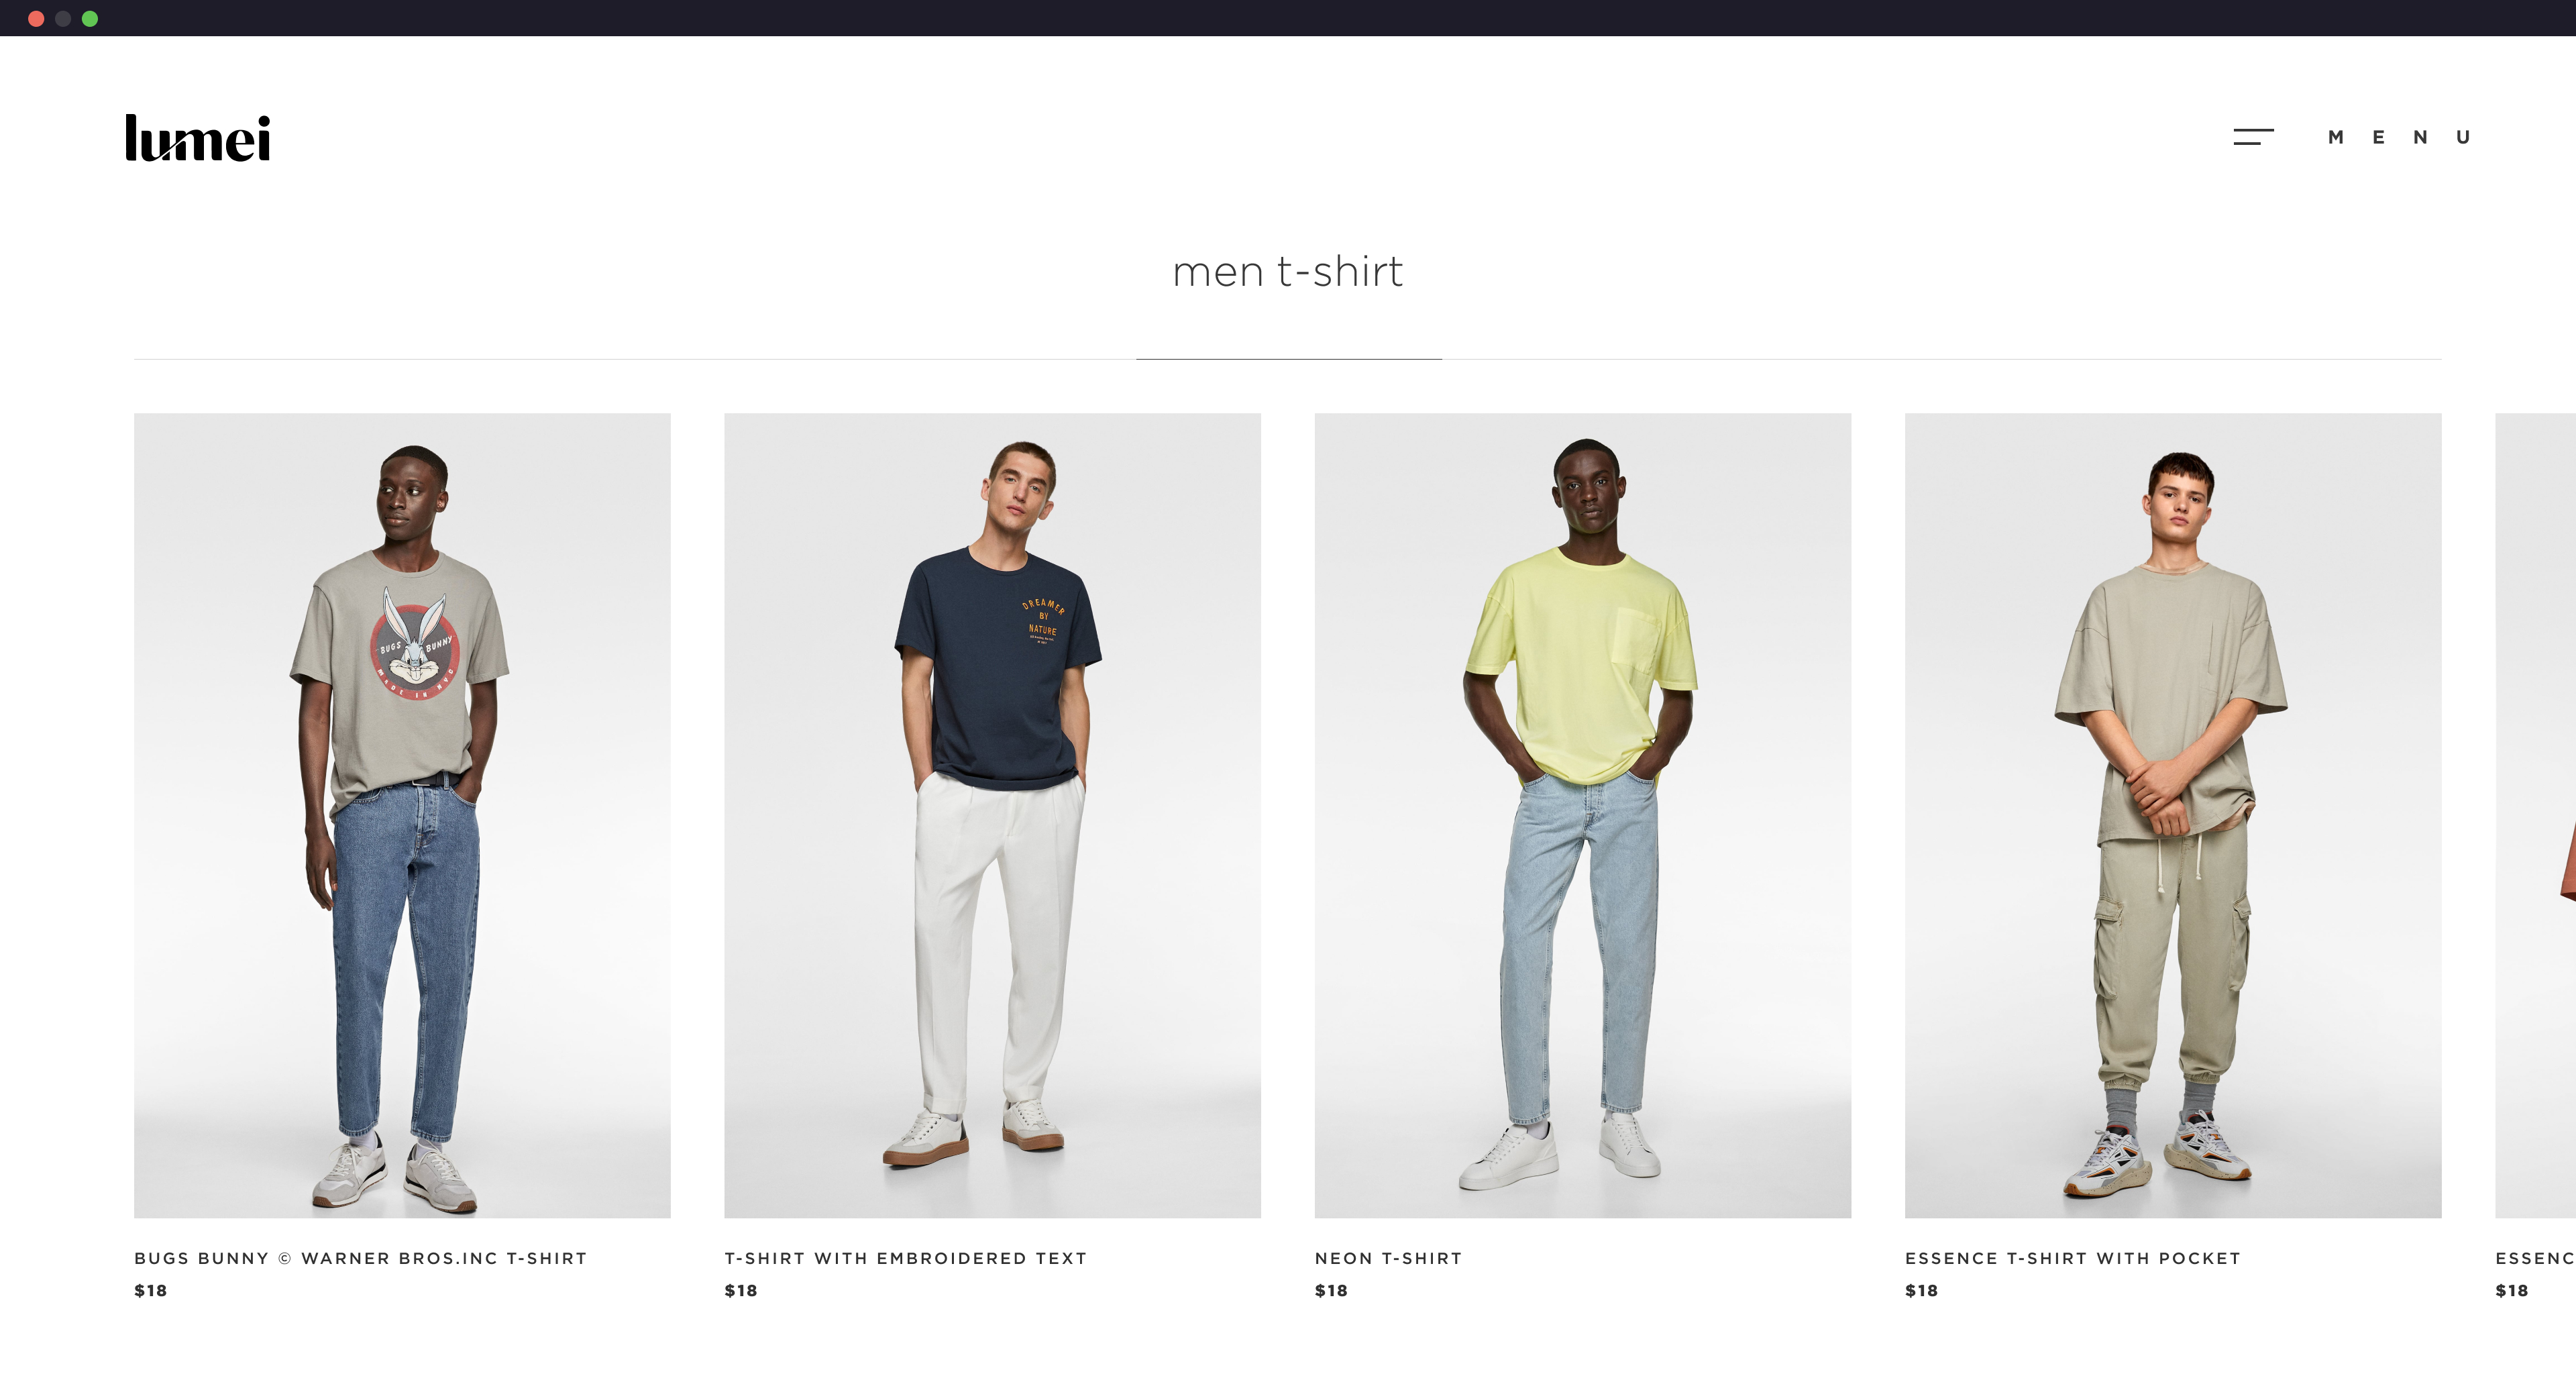 lumei
MENU
men t-shirt
BUGS BUNNY
MADE IN NYC
DREAMER
BY
NATURE
BUGS BUNNY © WARNER BROS.INC T-SHIRT
$18
T-SHIRT WITH EMBROIDERED TEXT
$18
NEON T-SHIRT
$18
ESSENCE T-SHIRT WITH POCKET
$18
ESSENC
$18